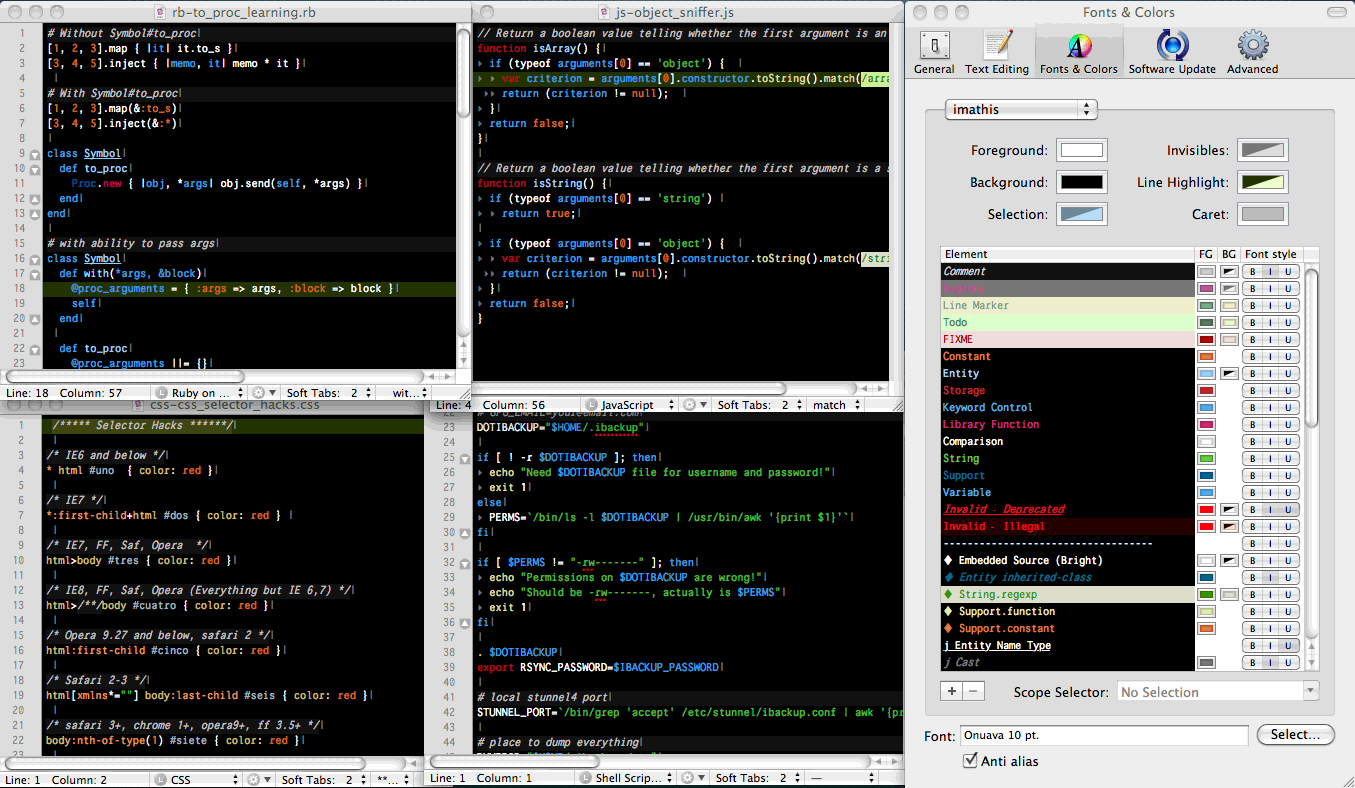 rb-to_proc_learning.rb
1 # Without Symbol#to_proc
2 [1, 2, 3].map { |it| it.to_s }
3 [3, 4, 5].inject { |memo, it| memo * it }
4
5 # With Symbol#to_proc
6 [1, 2, 3].map(&:to_s)
7 [3, 4, 5].inject(&:*)
8
9 class Symbol
10 def to_proc
11 Proc.new { |obj, *args| obj.send(self, *args) }
12 end
13 end
14
15 # with ability to pass args
16 class Symbol
17 def with(*args, &block)
18 @proc_arguments = { :args => args, :block => block }
19 self
20 end
21
22 def to_proc
23 @proc_arguments ||= {}
Line: 18 Column: 57 L Ruby on ... Soft Tabs: 2 wit...
js-object_sniffer.js
// Return a boolean value telling whether the first argument is an
function isArray() {
if (typeof arguments[0] == 'object') {
var criterion = arguments[0].constructor.toString().match(/arra
return (criterion != null);
}
return false;
}
// Return a boolean value telling whether the first argument is a s
function isString() {
if (typeof arguments[0] == 'string')
return true;
if (typeof arguments[0] == 'object') {
var criterion = arguments[0].constructor.toString().match(/stri
return (criterion != null);
}
return false;
}
Line: 4 Column: 56 L JavaScript Soft Tabs: 2 match
css-css_selector_hacks.css
1 /***** Selector Hacks ******/
2
3 /* IE6 and below */
4 * html #uno { color: red }
5
6 /* IE7 */
7 *:first-child+html #dos { color: red }
8
9 /* IE7, FF, Saf, Opera */
10 html>body #tres { color: red }
11
12 /* IE8, FF, Saf, Opera (Everything but IE 6,7) */
13 html>/**/body #cuatro { color: red }
14
15 /* Opera 9.27 and below, safari 2 */
16 html:first-child #cinco { color: red }
17
18 /* Safari 2-3 */
19 html[xmlns*=""] body:last-child #seis { color: red }
20
21 /* safari 3+, chrome 1+, opera9+, ff 3.5+ */
22 body:nth-of-type(1) #siete { color: red }
23
Line: 1 Column: 2 L CSS Soft Tabs: 2 **...
22 # GPG_EMAIL=your@email.com
23 DOTIBACKUP="$HOME/.ibackup"
24
25 if [ ! -r $DOTIBACKUP ]; then
26 echo "Need $DOTIBACKUP file for username and password!"
27 exit 1
28 else
29 PERMS=`/bin/ls -l $DOTIBACKUP | /usr/bin/awk '{print $1}'`
30 fi
31
32 if [ $PERMS != "-rw-------" ]; then
33 echo "Permissions on $DOTIBACKUP are wrong!"
34 echo "Should be -rw-------, actually is $PERMS"
35 exit 1
36 fi
37
38 . $DOTIBACKUP
39 export RSYNC_PASSWORD=$IBACKUP_PASSWORD
40
41 # local stunnel4 port
42 STUNNEL_PORT=`/bin/grep 'accept' /etc/stunnel/ibackup.conf | awk '{pr
43
44 # place to dump everything
Line: 1 Column: 1 L Shell Scrip... Soft Tabs: 2 —
Fonts & Colors
General Text Editing Fonts & Colors Software Update Advanced
imathis
Foreground: Invisibles:
Background: Line Highlight:
Selection: Caret:
Element FG BG Font style
Comment B I U
B I U
Line Marker B I U
Todo B I U
FIXME B I U
Constant B I U
Entity B I U
Storage B I U
Keyword Control B I U
Library Function B I U
Comparison B I U
String B I U
Support B I U
Variable B I U
Invalid - Deprecated B I U
Invalid - Illegal B I U
----------------------------------- B I U
♦ Embedded Source (Bright) B I U
♦ Entity inherited-class B I U
♦ String.regexp B I U
♦ Support.function B I U
♦ Support.constant B I U
j Entity Name Type B I U
j Cast B I U
+ − Scope Selector: No Selection
Font: Onuava 10 pt. Select...
Anti alias